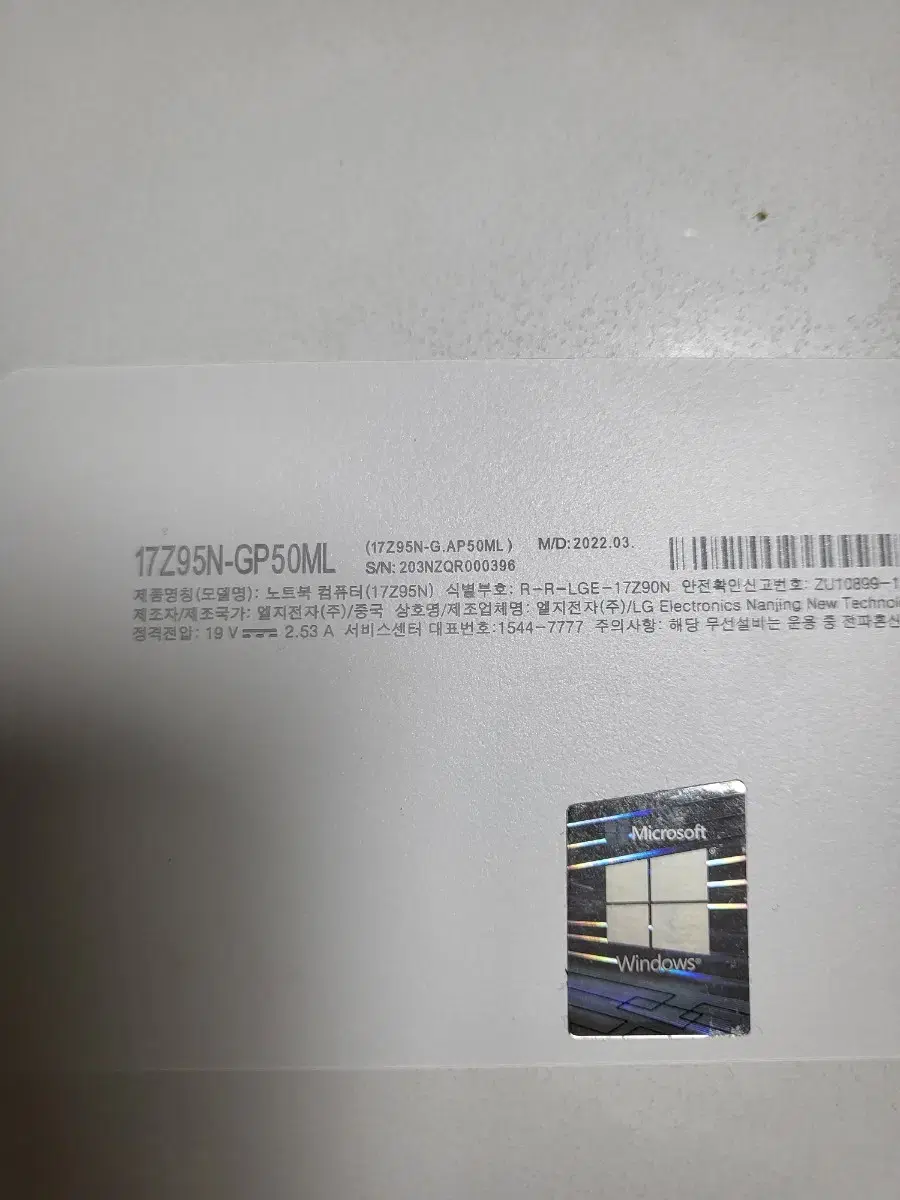 17Z95N-GP50ML (17Z95N-G.AP50ML) M/D:2022.03.
S/N: 203NZQR000396
제품명칭(모델명): 노트북 컴퓨터(17Z95N) 식별부호: R-R-LGE-17Z90N 안전확인신고번호: ZU10899-1
제조자/제조국가: 엘지전자(주)/중국 상호명/제조업체명: 엘지전자(주)/LG Electronics Nanjing New Technol
정격전압: 19 V 2.53 A 서비스센터 대표번호:1544-7777 주의사항: 해당 무선설비는 운용 중 전파혼신
Microsoft
Windows®